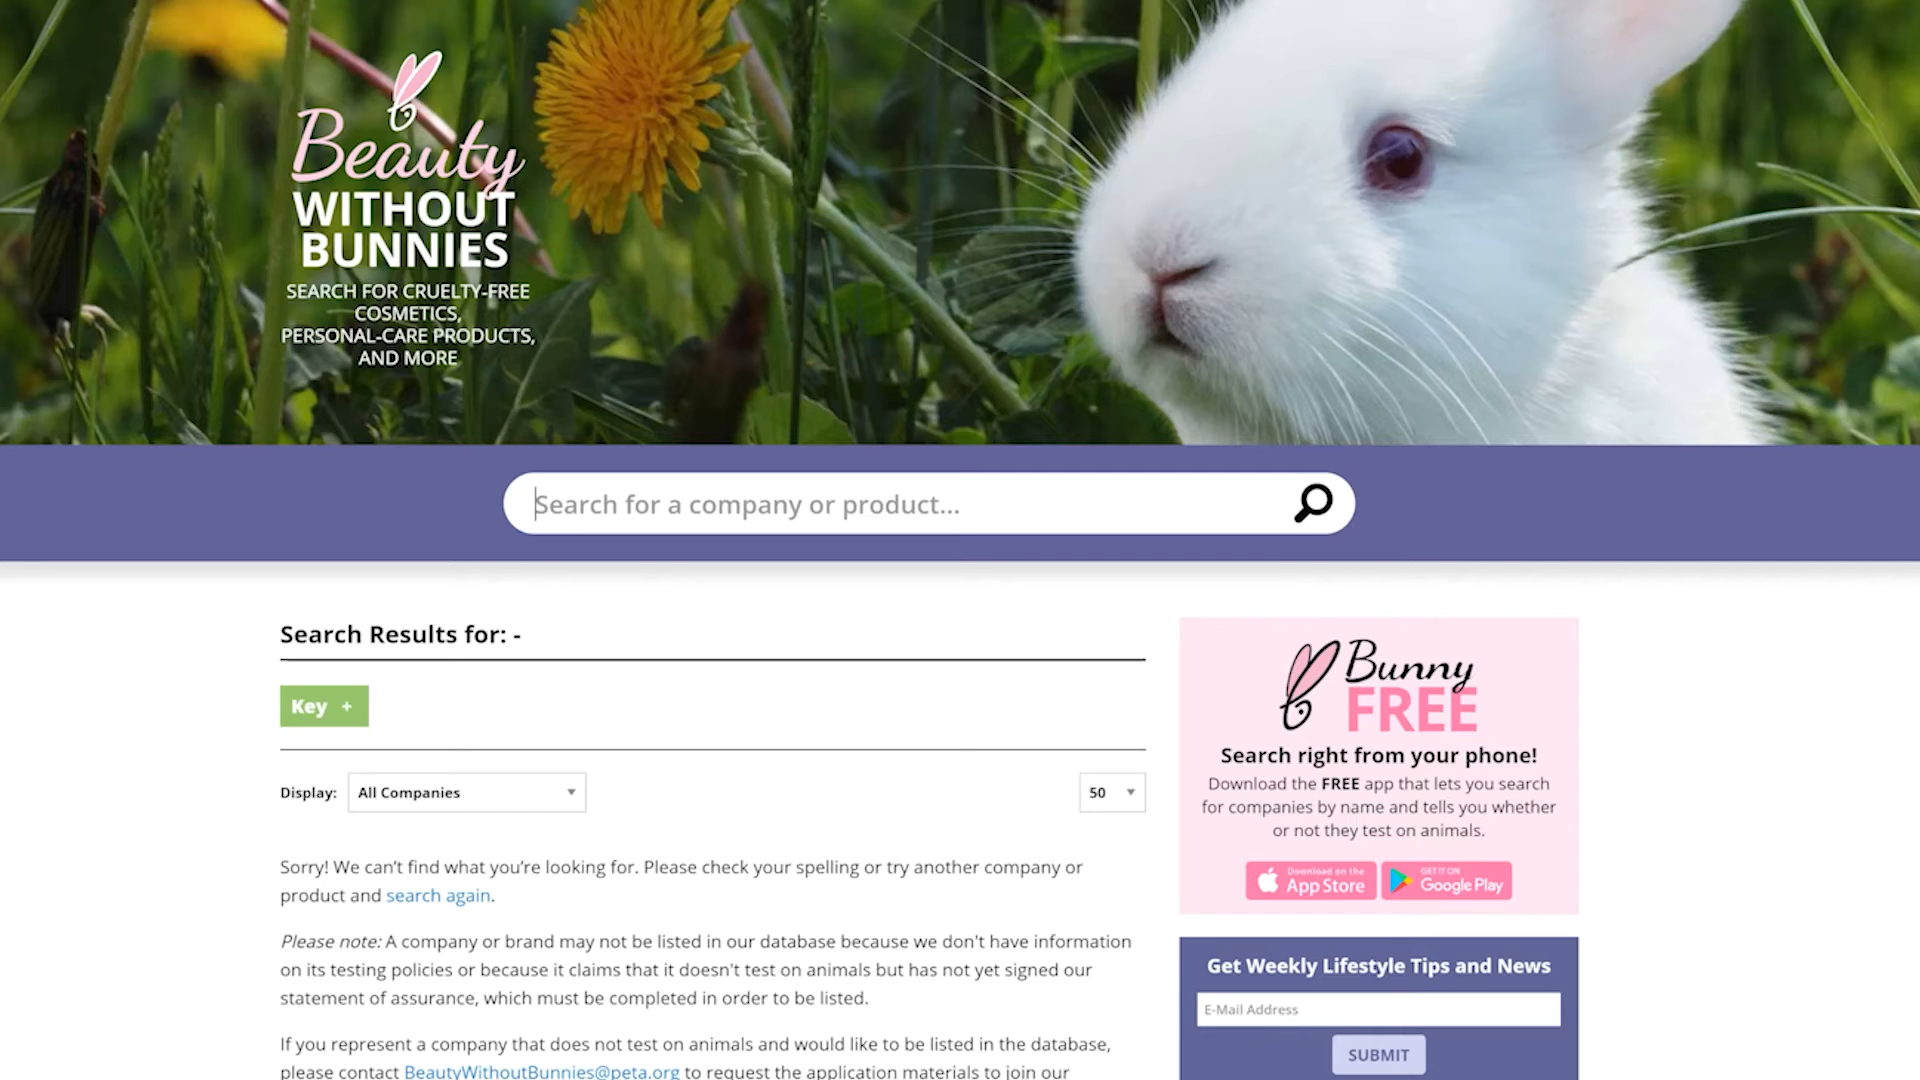 Beauty
WITHOUT
BUNNIES
SEARCH FOR CRUELTY-FREE
COSMETICS,
PERSONAL-CARE PRODUCTS,
AND MORE
Search for a company or product...
Search Results for: -
Key +
Display: All Companies 50
Sorry! We can’t find what you’re looking for. Please check your spelling or try another company or
product and search again.
Please note: A company or brand may not be listed in our database because we don't have information
on its testing policies or because it claims that it doesn't test on animals but has not yet signed our
statement of assurance, which must be completed in order to be listed.
If you represent a company that does not test on animals and would like to be listed in the database,
please contact BeautyWithoutBunnies@peta.org to request the application materials to join our
Bunny
FREE
Search right from your phone!
Download the FREE app that lets you search
for companies by name and tells you whether
or not they test on animals.
Download on the
App Store
GET IT ON
Google Play
Get Weekly Lifestyle Tips and News
E-Mail Address
SUBMIT